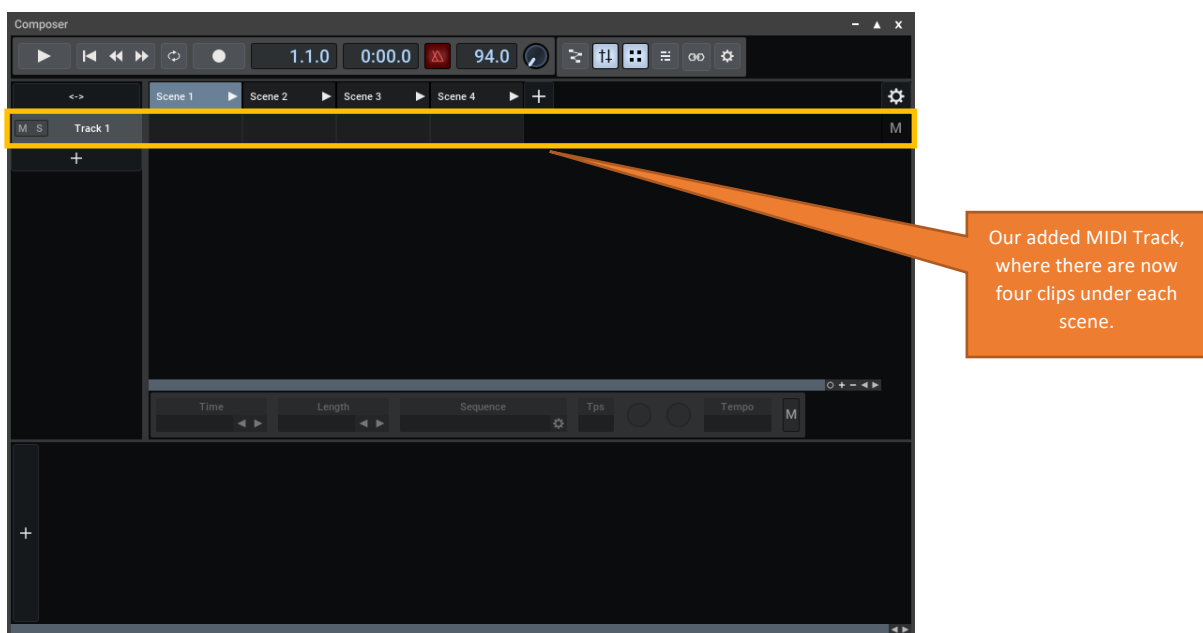 Composer
1.1.0 0:00.0 94.0
<-> Scene 1 Scene 2 Scene 3 Scene 4
M S Track 1 M
Our added MIDI Track,
where there are now
four clips under each
scene.
Time Length Sequence Tps Tempo M